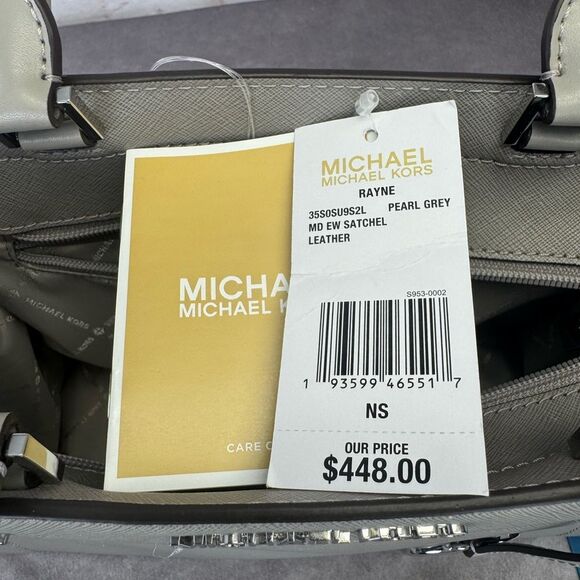 MICHAEL
MICHAEL KORS
RAYNE
35S0SU9S2L PEARL GREY
MD EW SATCHEL
LEATHER
S953-0002
1 93599 46551 7
NS
OUR PRICE
$448.00
MICHA
MICHAEL K
CARE C
MICHAEL KORS